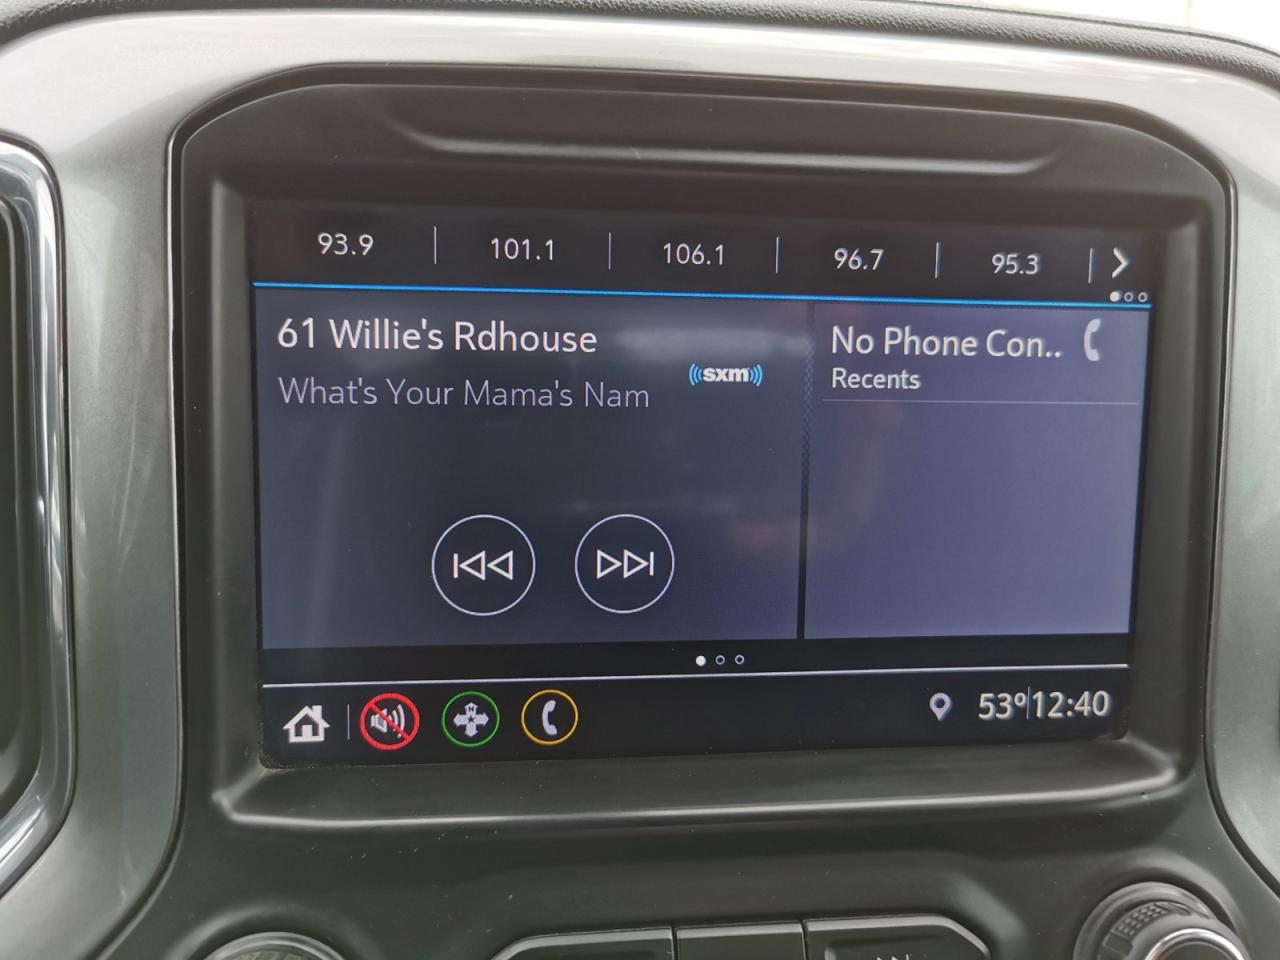 93.9 101.1 106.1 96.7 95.3
61 Willie's Rdhouse
What's Your Mama's Nam
sxm
No Phone Con..
Recents
N
53° 12:40